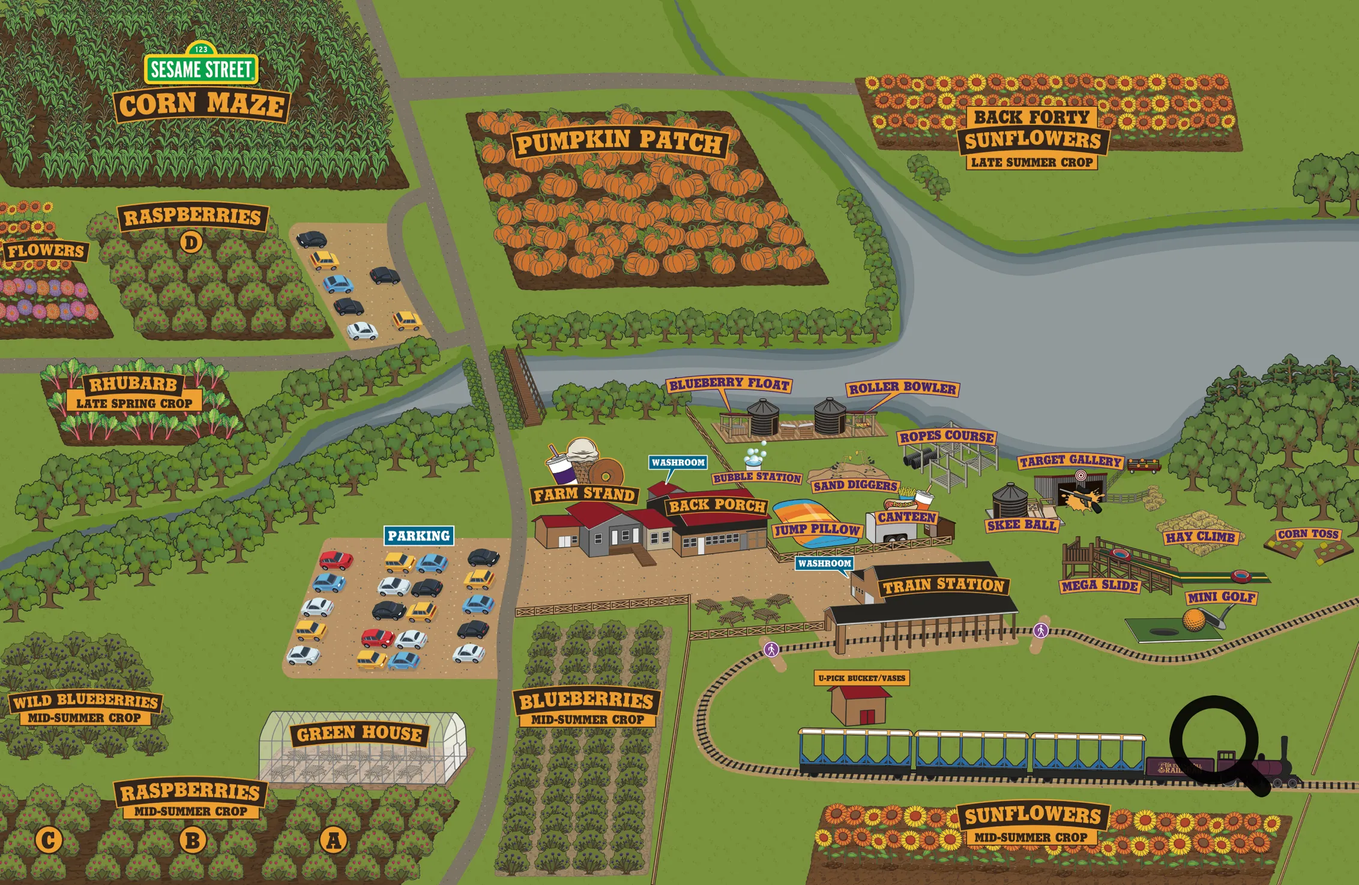 123
SESAME STREET
CORN MAZE
PUMPKIN PATCH
BACK FORTY
SUNFLOWERS
LATE SUMMER CROP
RASPBERRIES
D
FLOWERS
RHUBARB
LATE SPRING CROP
BLUEBERRY FLOAT
ROLLER BOWLER
ROPES COURSE
WASHROOM
BUBBLE STATION
SAND DIGGERS
TARGET GALLERY
FARM STAND
BACK PORCH
JUMP PILLOW
CANTEEN
SKEE BALL
HAY CLIMB
CORN TOSS
PARKING
WASHROOM
TRAIN STATION
MEGA SLIDE
MINI GOLF
U-PICK BUCKET/VASES
WILD BLUEBERRIES
MID-SUMMER CROP
BLUEBERRIES
MID-SUMMER CROP
GREEN HOUSE
RASPBERRIES
MID-SUMMER CROP
C
B
A
SUNFLOWERS
MID-SUMMER CROP